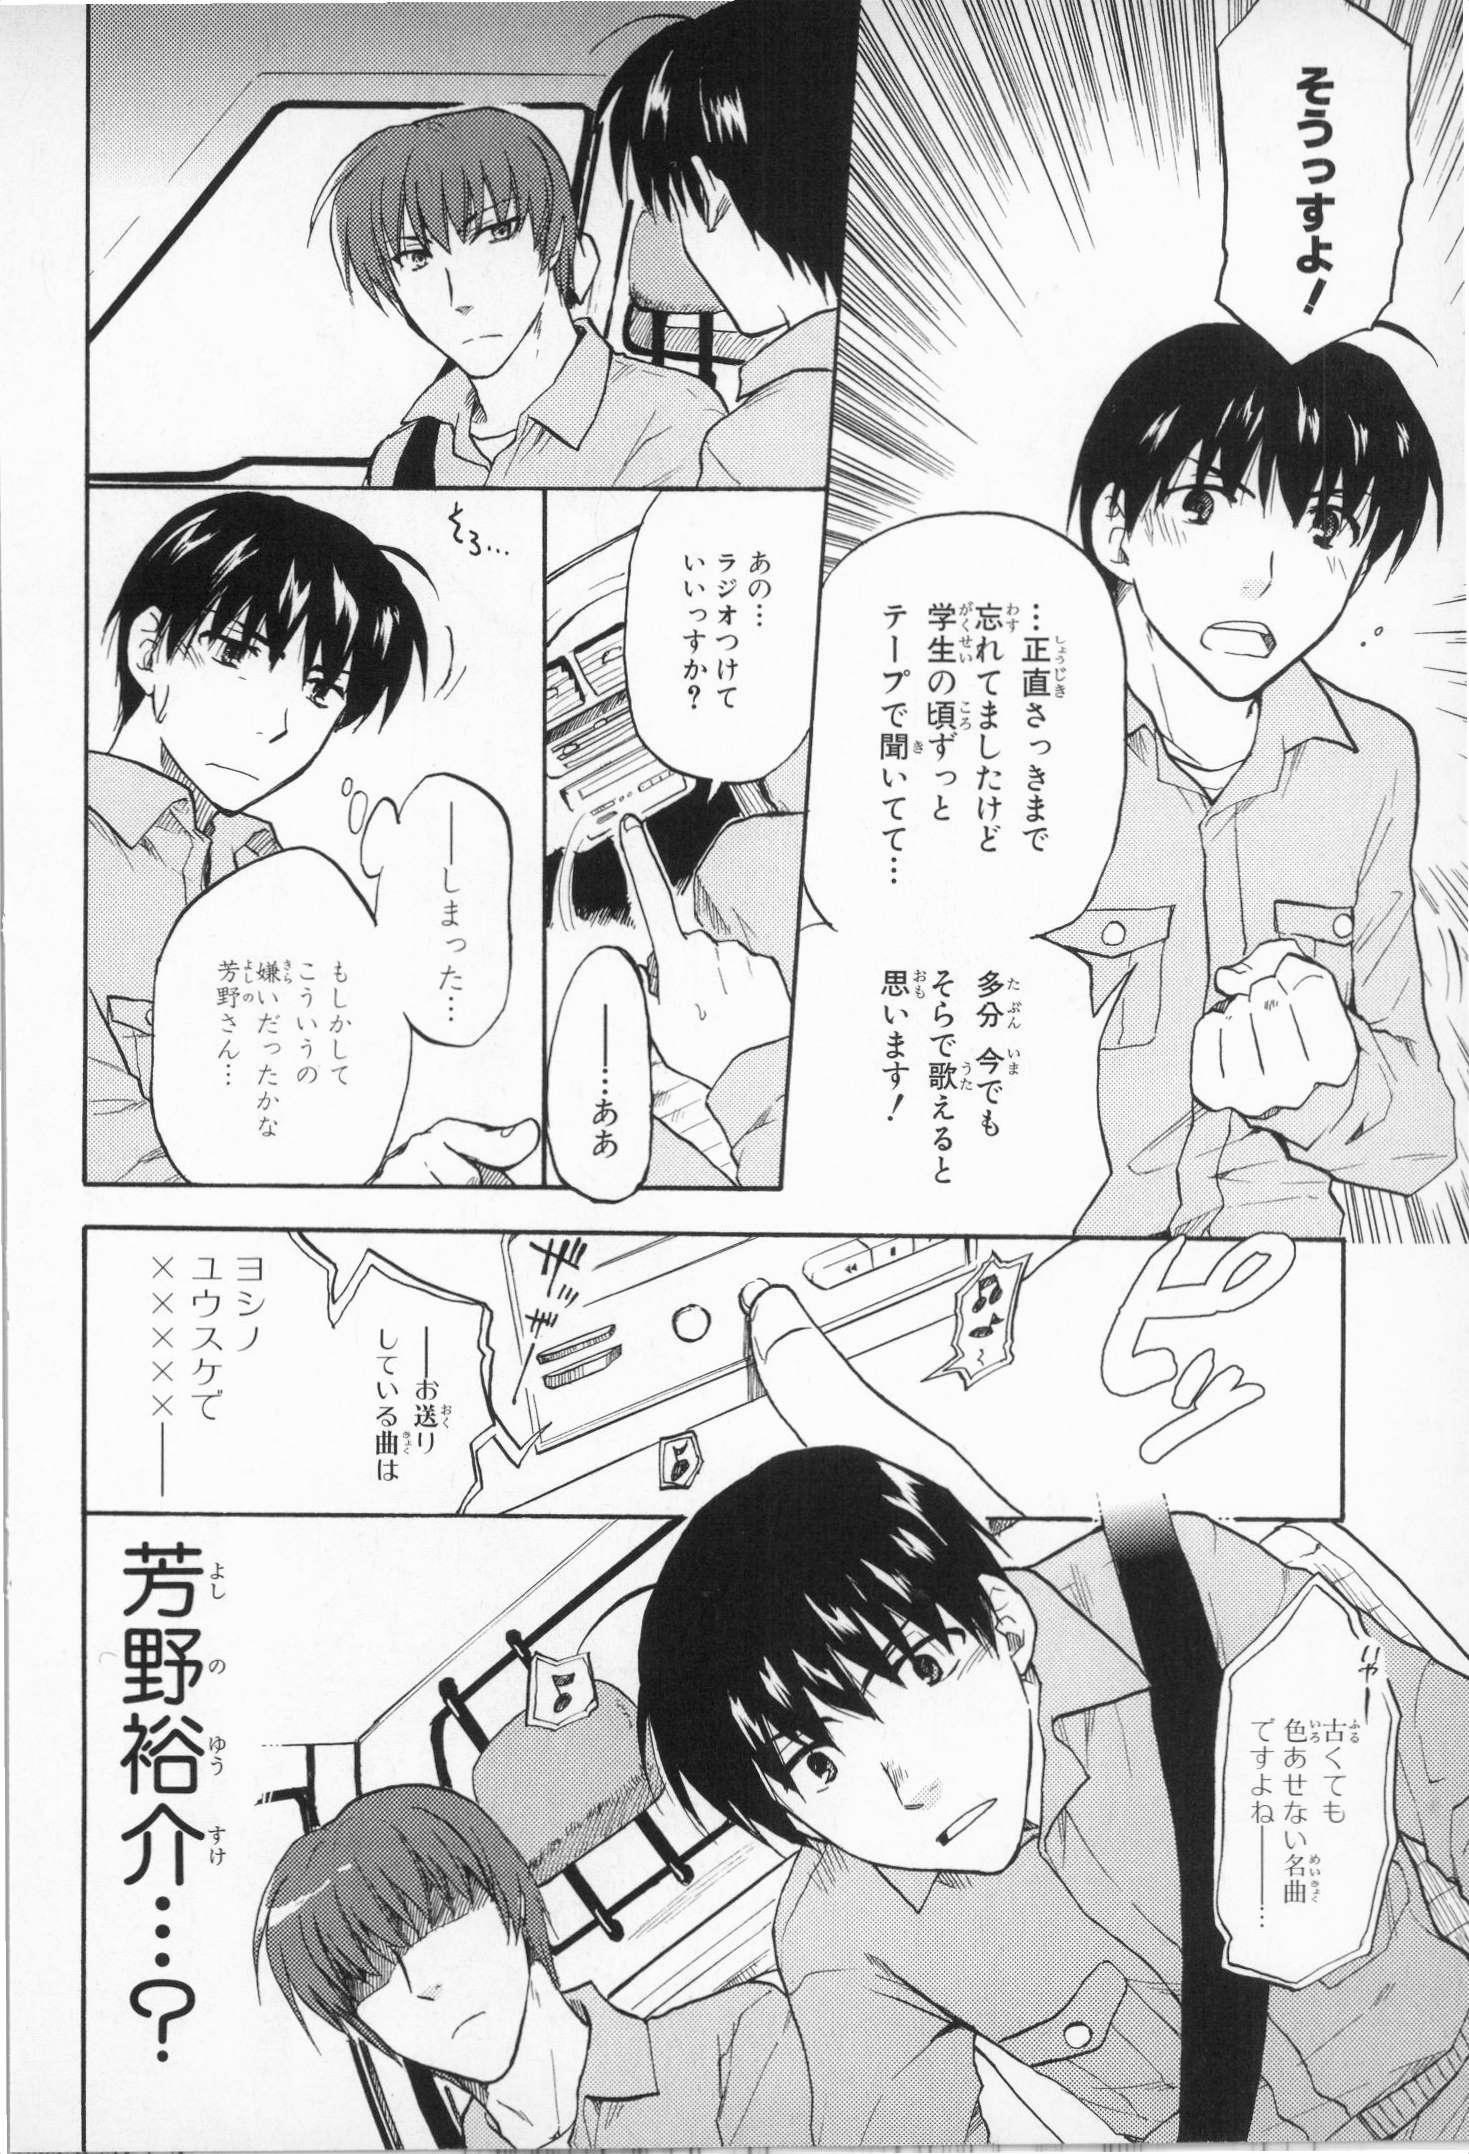 そうっすよ！
…正直さっきまで
忘れてましたけど
学生の頃ずっと
テープで聞いてて…
多分 今でも
そらで歌えると
思います！
あの…
ラジオつけて
いいっすか？
――…ああ
そろ…
――しまった…
もしかして
こういうの
嫌いだったかな
芳野さん…
ピッ
――お送り
している曲は
ヨシノ
ユウスケで
×××××――
いやー
古くても
色あせない名曲
ですよね――…
芳野裕介…？